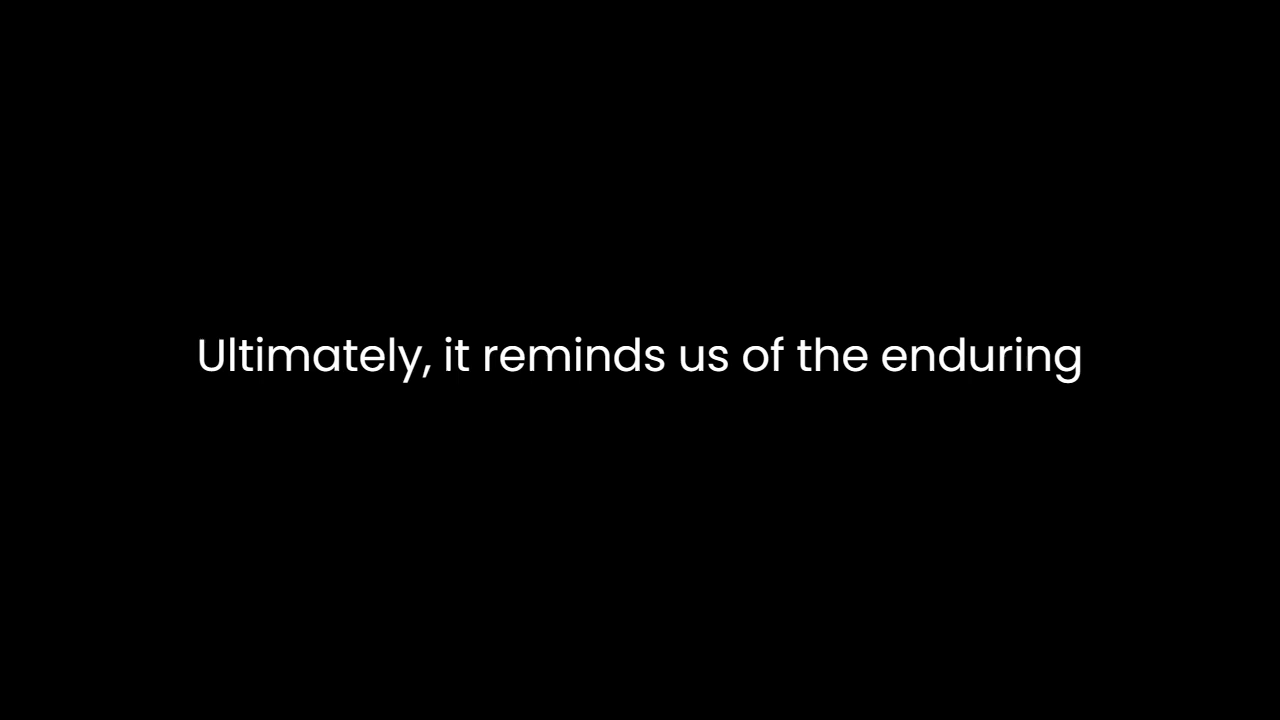 Ultimately, it reminds us of the enduring